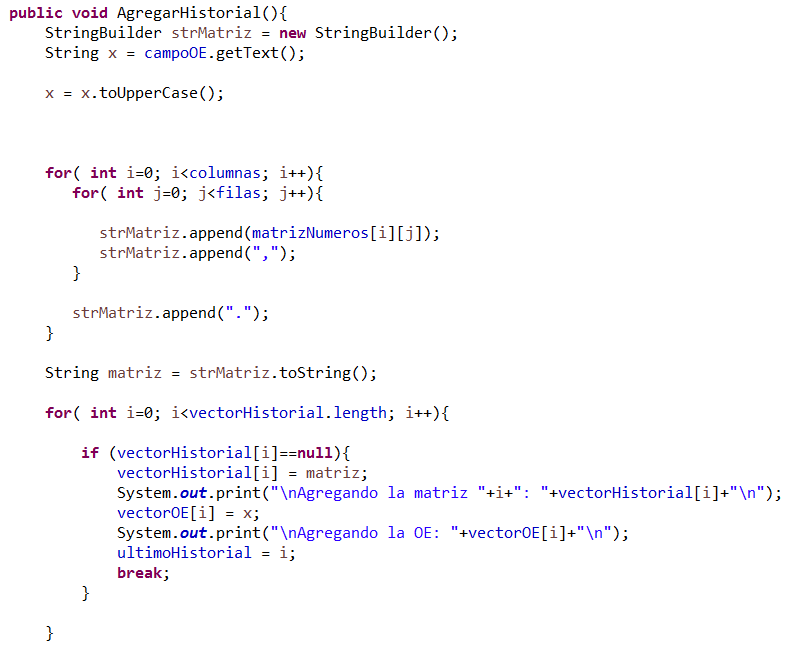 public void AgregarHistorial(){
    StringBuilder strMatriz = new StringBuilder();
    String x = campoOE.getText();

    x = x.toUpperCase();



    for( int i=0; i<columnas; i++){
       for( int j=0; j<filas; j++){

          strMatriz.append(matrizNumeros[i][j]);
          strMatriz.append(",");
       }

       strMatriz.append(".");
    }

    String matriz = strMatriz.toString();

    for( int i=0; i<vectorHistorial.length; i++){

        if (vectorHistorial[i]==null){
            vectorHistorial[i] = matriz;
            System.out.print("\nAgregando la matriz "+i+": "+vectorHistorial[i]+"\n");
            vectorOE[i] = x;
            System.out.print("\nAgregando la OE: "+vectorOE[i]+"\n");
            ultimoHistorial = i;
            break;
        }

    }